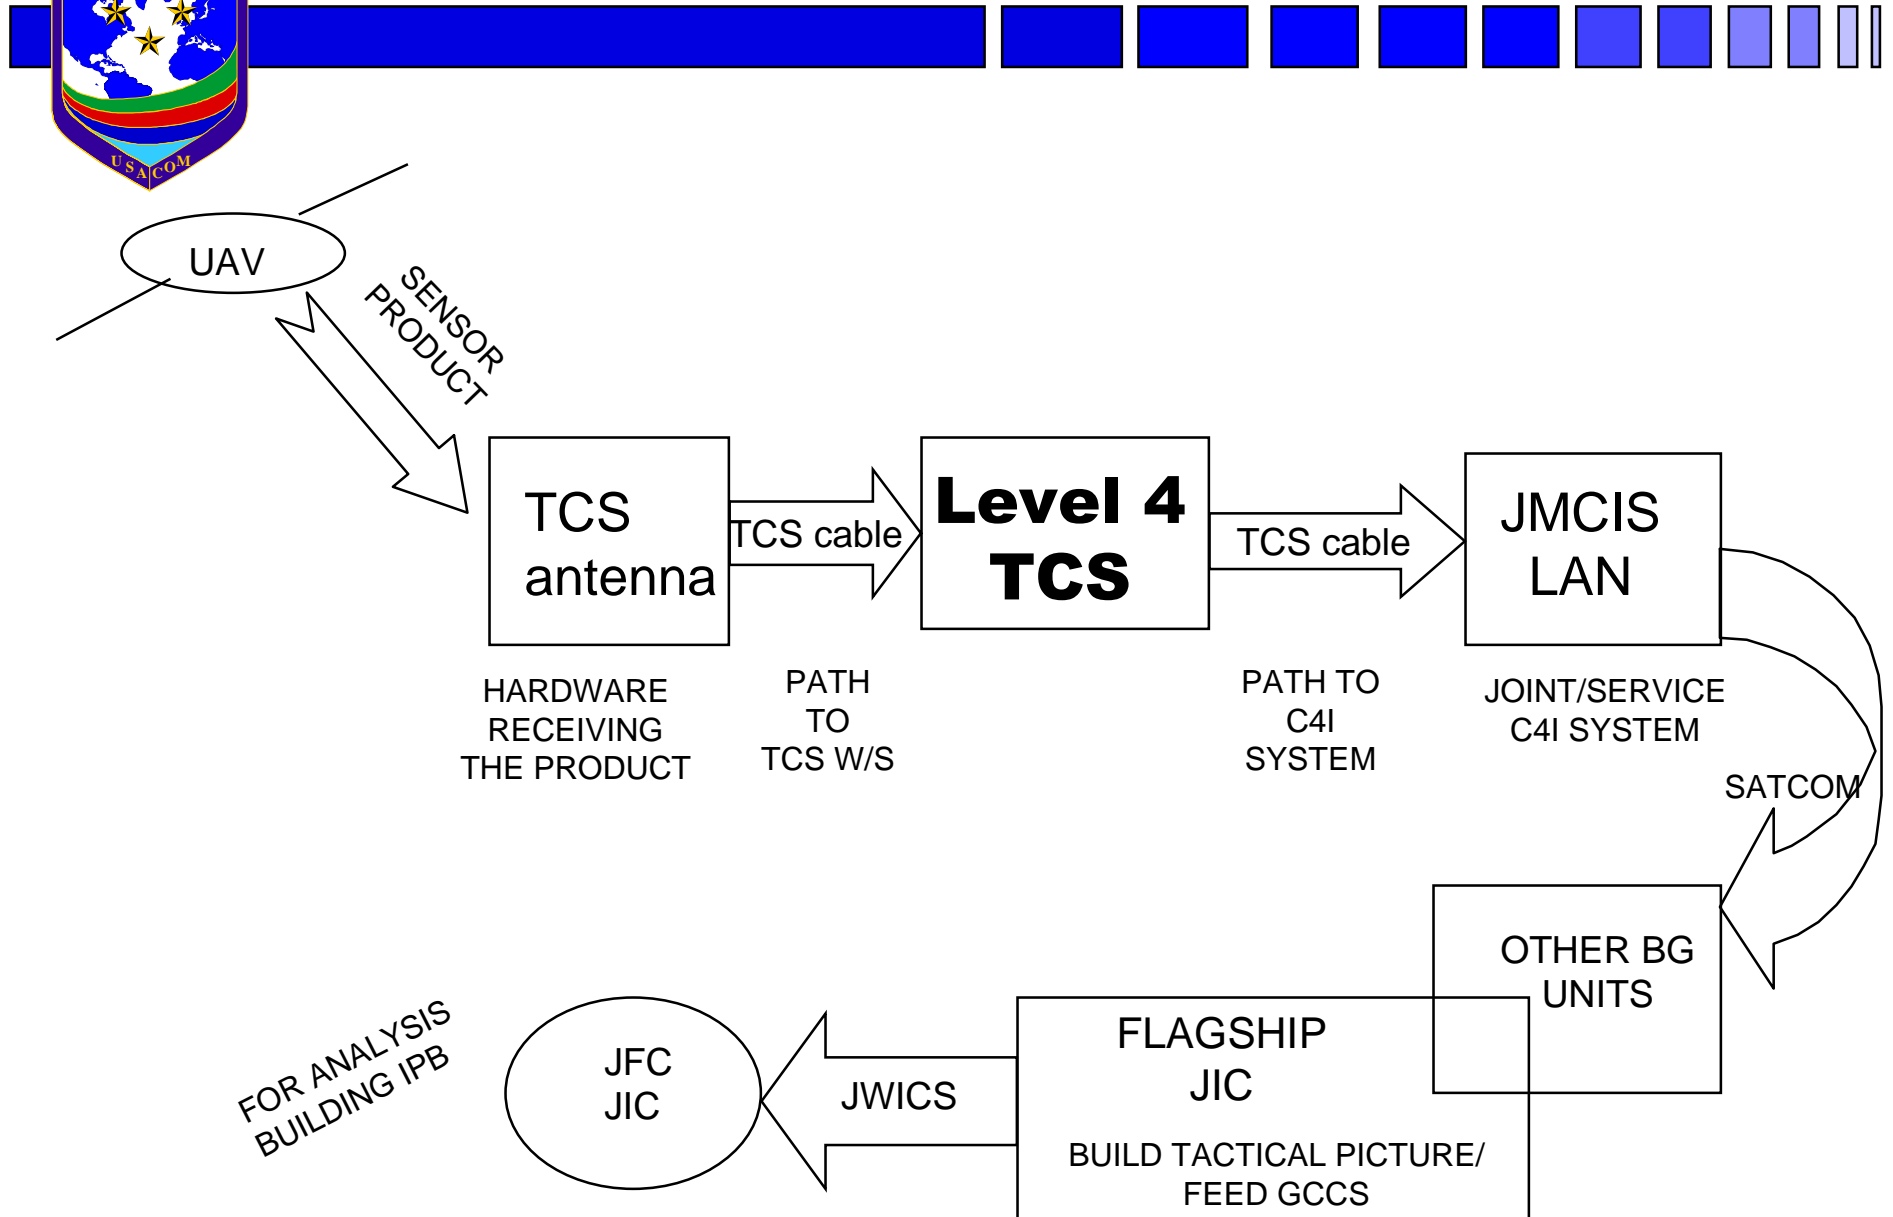 USACOM
UAV
SENSOR
PRODUCT
TCS
antenna
TCS cable
Level 4
TCS
TCS cable
JMCIS
LAN
HARDWARE
RECEIVING
THE PRODUCT
PATH
TO
TCS W/S
PATH TO
C4I
SYSTEM
JOINT/SERVICE
C4I SYSTEM
SATCOM
OTHER BG
UNITS
FLAGSHIP
JIC
BUILD TACTICAL PICTURE/
FEED GCCS
JWICS
JFC
JIC
FOR ANALYSIS
BUILDING IPB